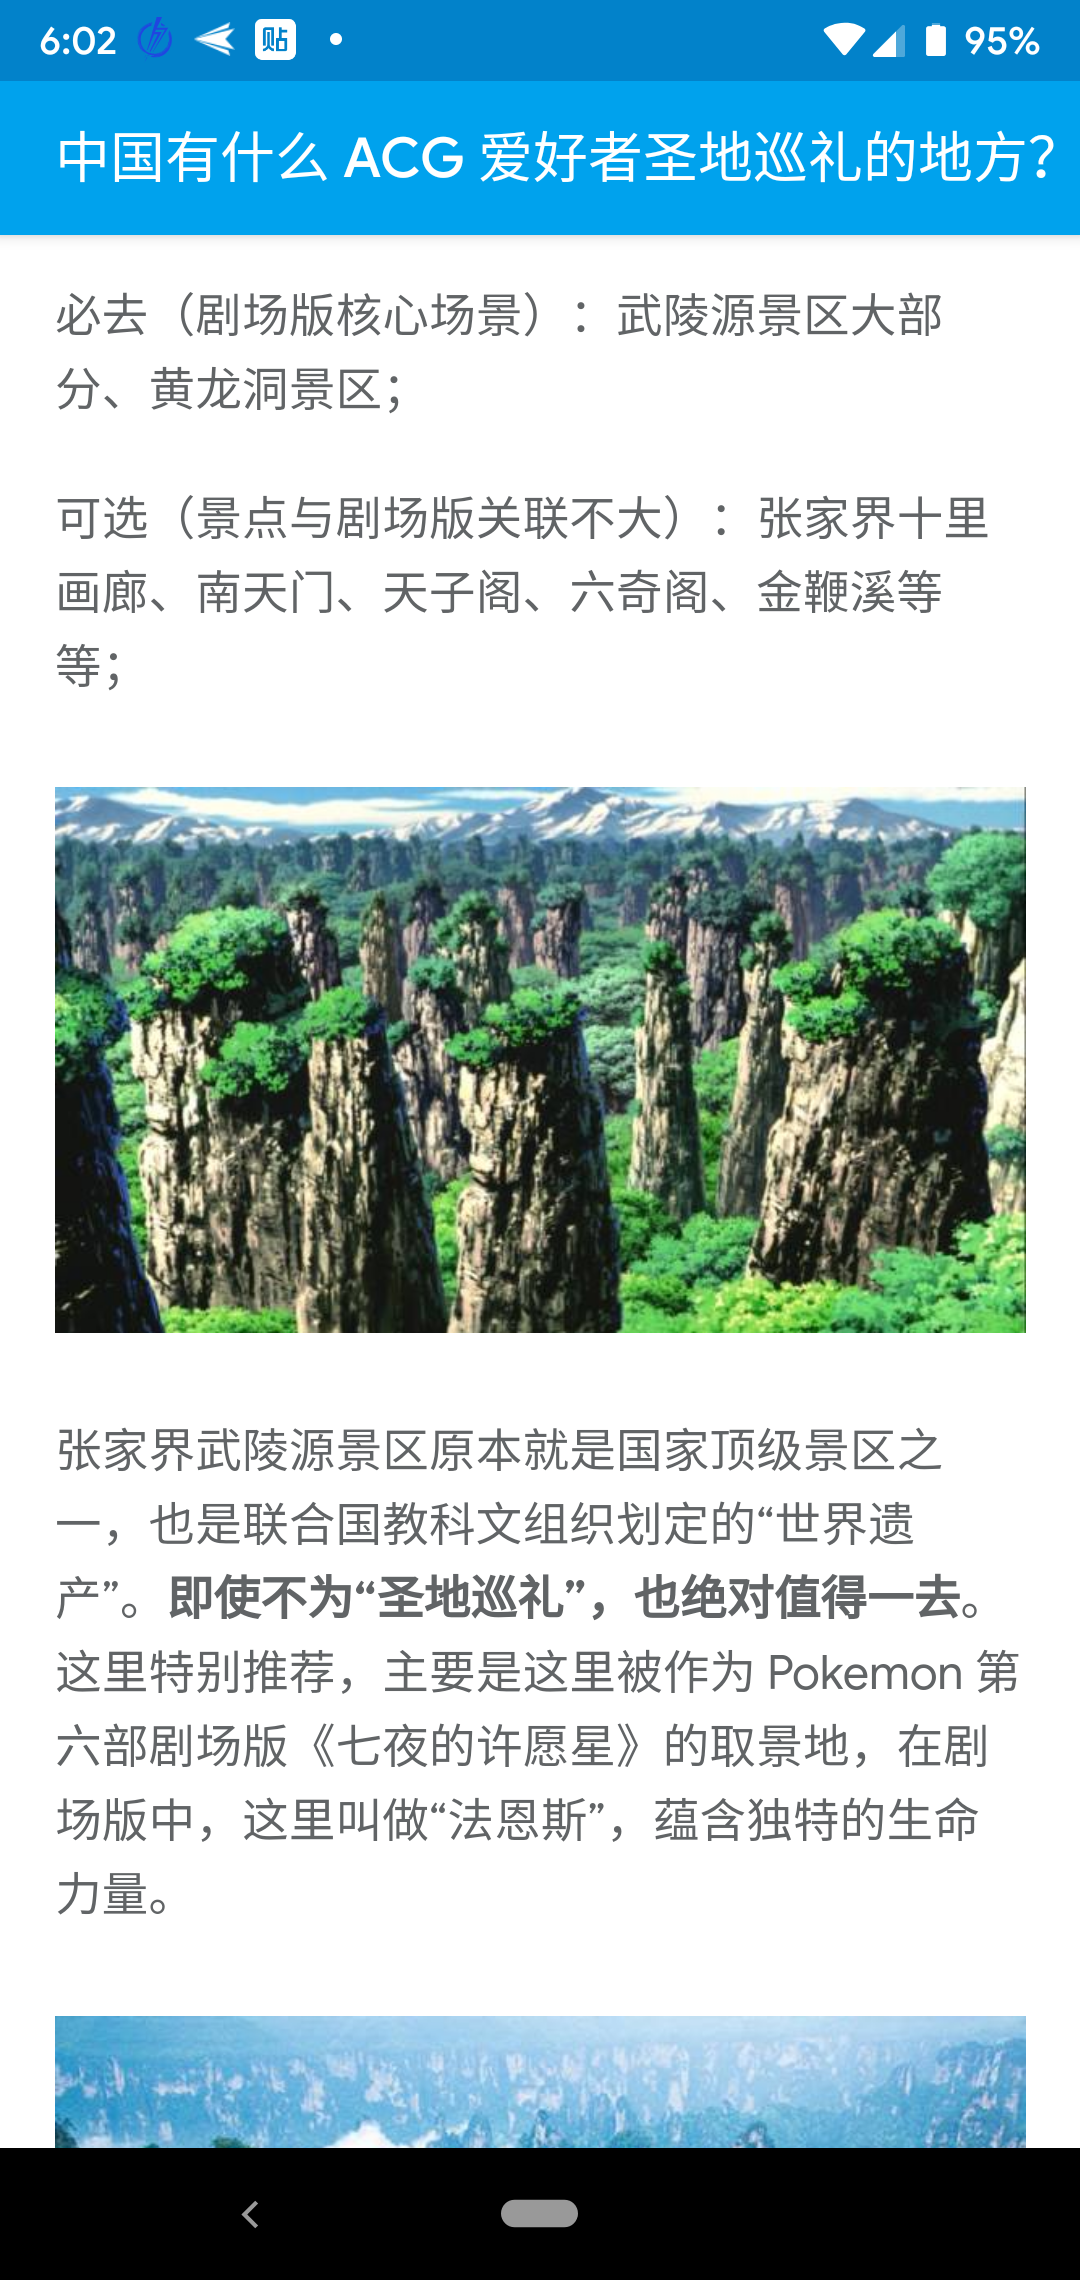 6:02 贴 95%
中国有什么 ACG 爱好者圣地巡礼的地方？
必去（剧场版核心场景）：武陵源景区大部
分、黄龙洞景区；
可选（景点与剧场版关联不大）：张家界十里
画廊、南天门、天子阁、六奇阁、金鞭溪等
等；
张家界武陵源景区原本就是国家顶级景区之
一，也是联合国教科文组织划定的“世界遗
产”。即使不为“圣地巡礼”，也绝对值得一去。
这里特别推荐，主要是这里被作为 Pokemon 第
六部剧场版《七夜的许愿星》的取景地，在剧
场版中，这里叫做“法恩斯”，蕴含独特的生命
力量。